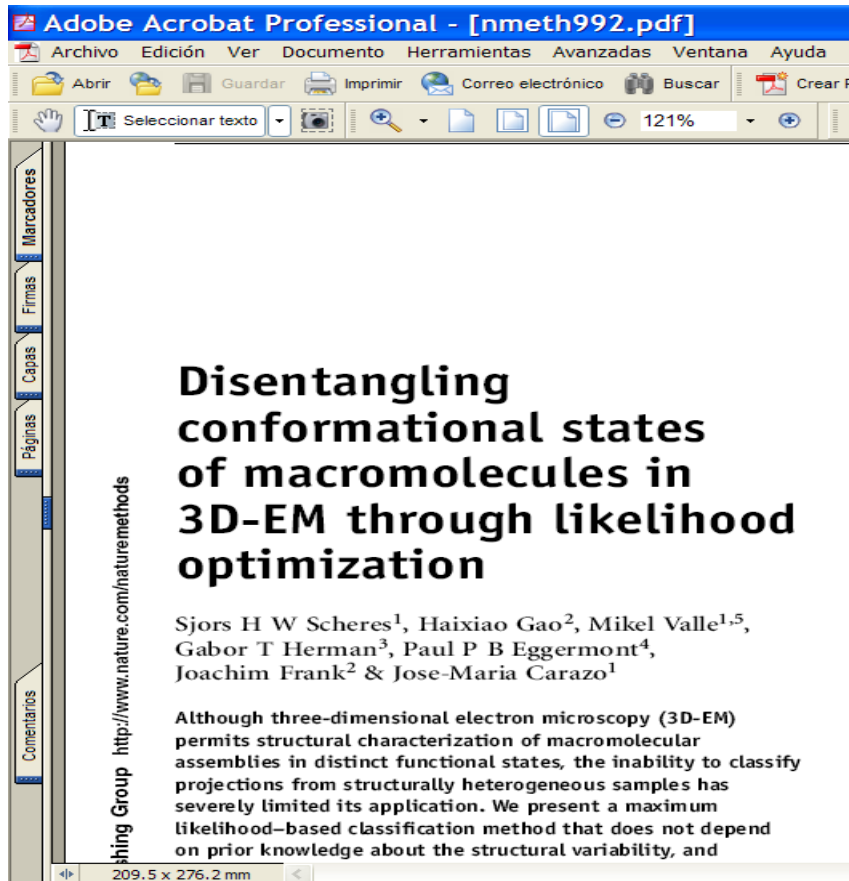 Adobe Acrobat Professional - [nmeth992.pdf]
Archivo Edición Ver Documento Herramientas Avanzadas Ventana Ayuda
Abrir Guardar Imprimir Correo electrónico Buscar Crear
Seleccionar texto 121%
Marcadores
Firmas
Capas
Páginas
Comentarios
shing Group http://www.nature.com/naturemethods
Disentangling
conformational states
of macromolecules in
3D-EM through likelihood
optimization
Sjors H W Scheres1, Haixiao Gao2, Mikel Valle1,5,
Gabor T Herman3, Paul P B Eggermont4,
Joachim Frank2 & Jose-Maria Carazo1
Although three-dimensional electron microscopy (3D-EM)
permits structural characterization of macromolecular
assemblies in distinct functional states, the inability to classify
projections from structurally heterogeneous samples has
severely limited its application. We present a maximum
likelihood–based classification method that does not depend
on prior knowledge about the structural variability, and
209.5 x 276.2 mm